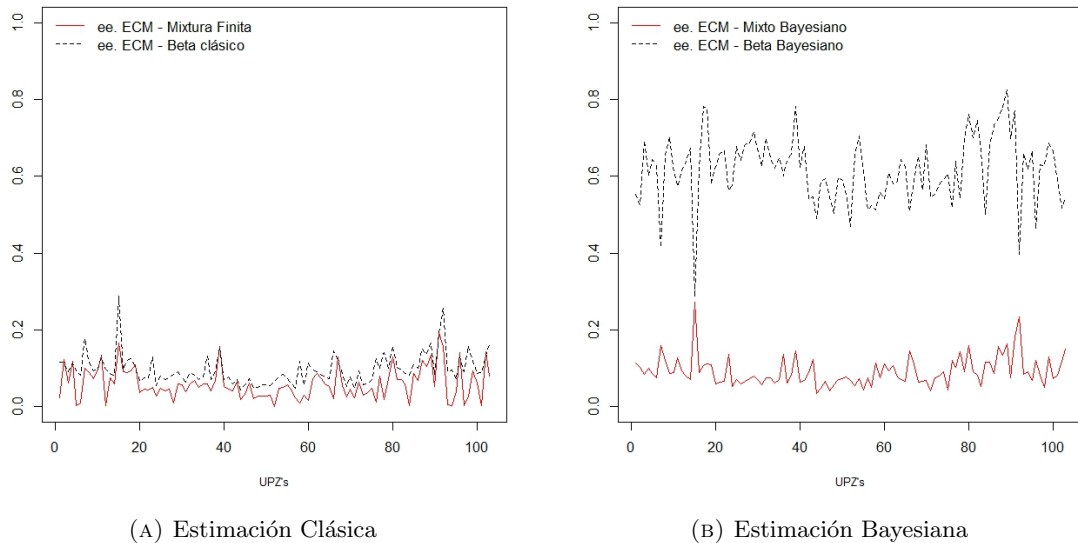 ee. ECM - Mixtura Finita
ee. ECM - Beta clásico
1.0
0.8
0.6
0.4
0.2
0.0
0 20 40 60 80 100
UPZ's
(A) Estimación Clásica
ee. ECM - Mixto Bayesiano
ee. ECM - Beta Bayesiano
1.0
0.8
0.6
0.4
0.2
0.0
0 20 40 60 80 100
UPZ's
(B) Estimación Bayesiana